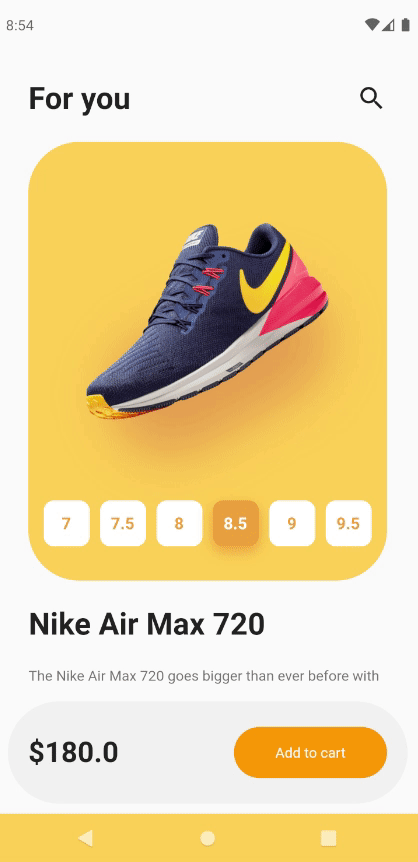 8:54
For you
7 7.5 8 8.5 9 9.5
Nike Air Max 720
The Nike Air Max 720 goes bigger than ever before with
$180.0
Add to cart